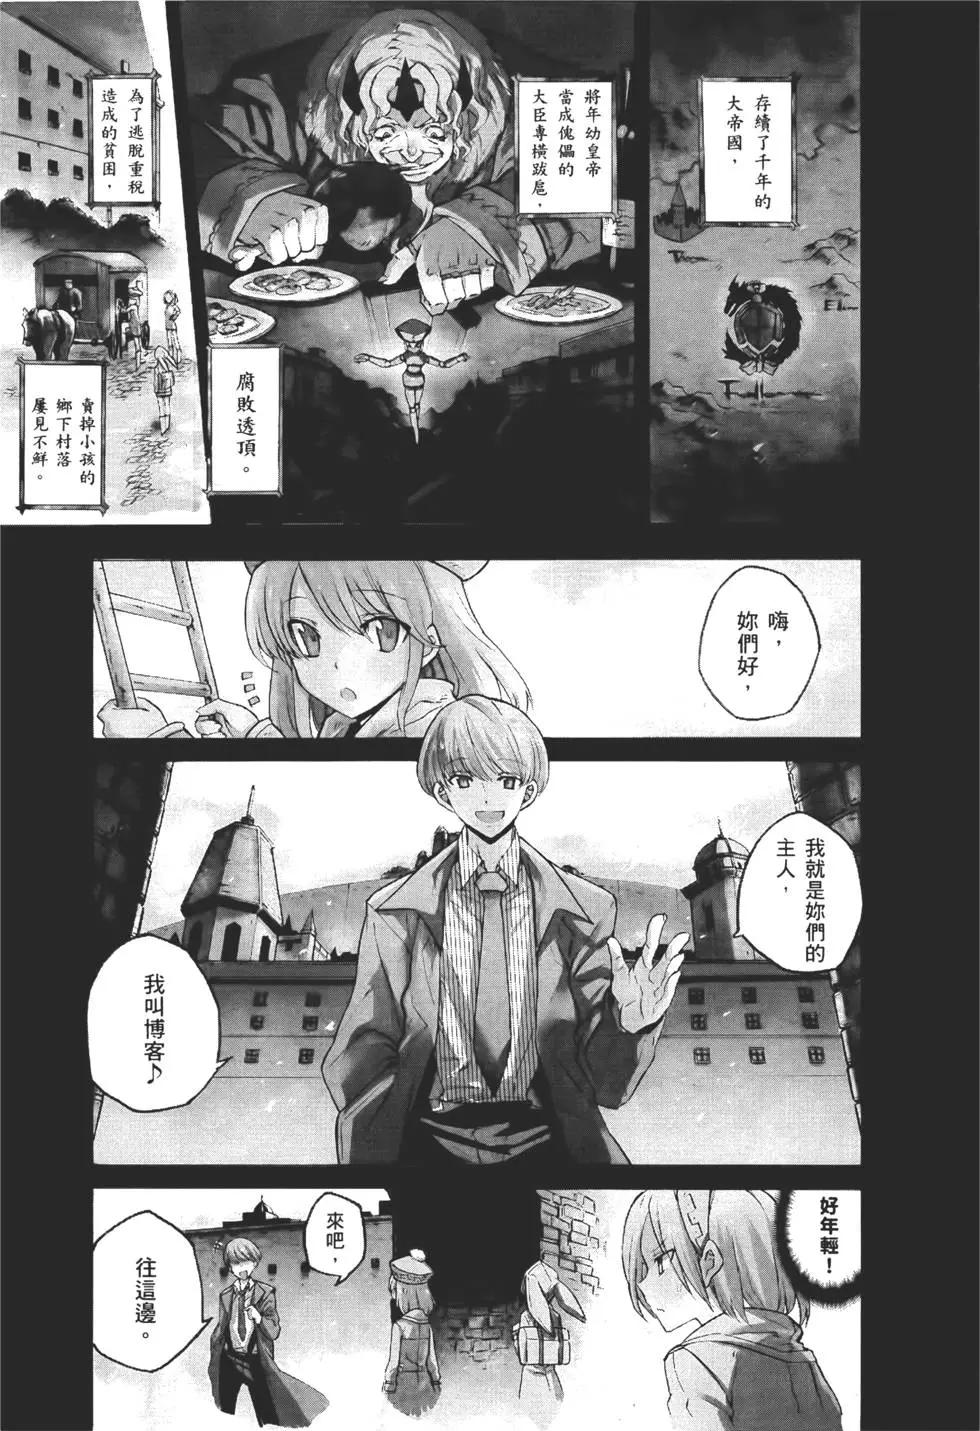 存續了千年的
大帝國，
將年幼皇帝
當成傀儡的
大臣專橫跋扈，
腐敗透頂。
為了逃脫重稅
造成的貧困，
賣掉小孩的
鄉下村落
屢見不鮮。
嗨，
妳們好，
我就是妳們的
主人，
我叫博客♪
好年輕！
來吧，
往這邊。